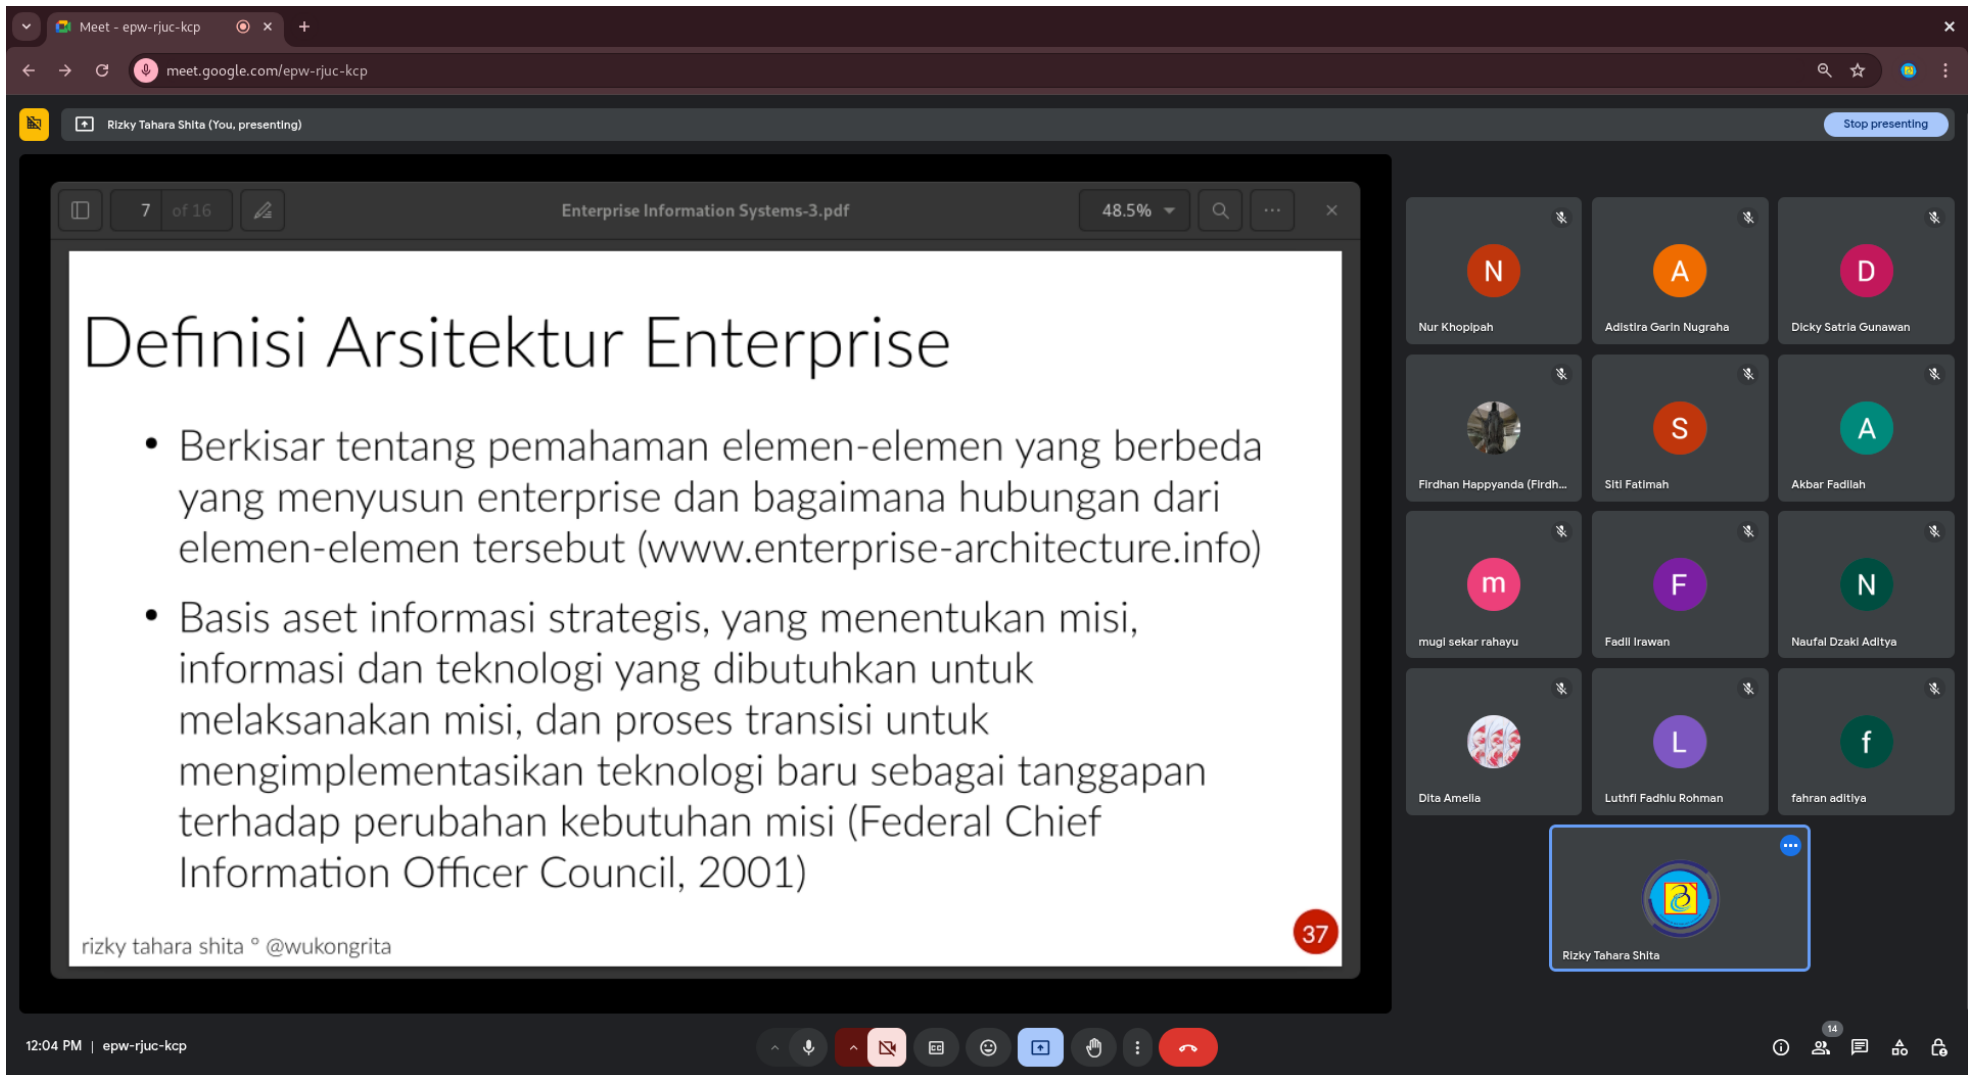 Meet - epw-rjuc-kcp
meet.google.com/epw-rjuc-kcp
Rizky Tahara Shita (You, presenting)
Stop presenting
7 of 16
Enterprise Information Systems-3.pdf
48.5%
Definisi Arsitektur Enterprise
• Berkisar tentang pemahaman elemen-elemen yang berbeda
yang menyusun enterprise dan bagaimana hubungan dari
elemen-elemen tersebut (www.enterprise-architecture.info)
• Basis aset informasi strategis, yang menentukan misi,
informasi dan teknologi yang dibutuhkan untuk
melaksanakan misi, dan proses transisi untuk
mengimplementasikan teknologi baru sebagai tanggapan
terhadap perubahan kebutuhan misi (Federal Chief
Information Officer Council, 2001)
rizky tahara shita ° @wukongrita
37
N
Nur Khopipah
A
Adistira Garin Nugraha
D
Dicky Satria Gunawan
Firdhan Happyanda (Firdh...
S
Siti Fatimah
A
Akbar Fadilah
m
mugi sekar rahayu
F
Fadli Irawan
N
Naufal Dzaki Aditya
Dita Amelia
L
Luthfi Fadhlu Rohman
f
fahran aditiya
Rizky Tahara Shita
12:04 PM | epw-rjuc-kcp
14